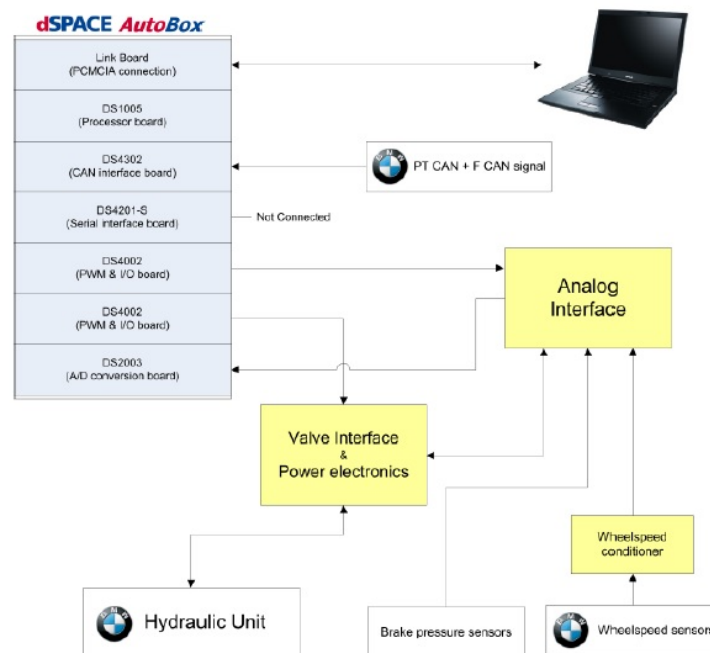 dSPACE AutoBox
Link Board
(PCMCIA connection)
DS1005
(Processor board)
DS4302
(CAN interface board)
PT CAN + F CAN signal
DS4201-S
(Serial interface board)
Not Connected
DS4002
(PWM & I/O board)
Analog
Interface
DS4002
(PWM & I/O board)
DS2003
(A/D conversion board)
Valve Interface
&
Power electronics
Wheelspeed
conditioner
Hydraulic Unit
Brake pressure sensors
Wheelspeed sensors